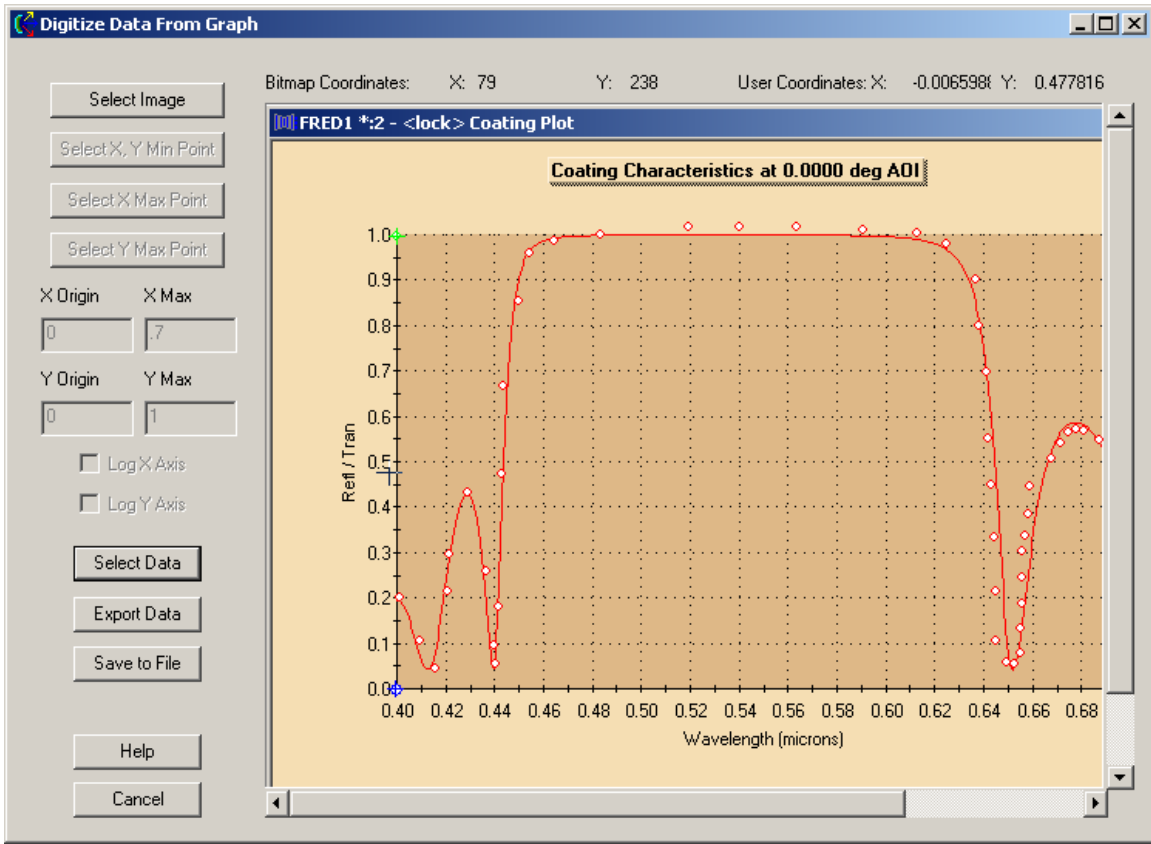 Digitize Data From Graph
Bitmap Coordinates: X: 79 Y: 238 User Coordinates: X: -0.006598 Y: 0.477816
Select Image
Select X, Y Min Point
Select X Max Point
Select Y Max Point
X Origin X Max
0 .7
Y Origin Y Max
0 1
Log X Axis
Log Y Axis
Select Data
Export Data
Save to File
Help
Cancel
FRED1 *:2 - <lock> Coating Plot
Coating Characteristics at 0.0000 deg AOI
Refl / Tran
1.0
0.9
0.8
0.7
0.6
0.5
0.4
0.3
0.2
0.1
0.0
0.40 0.42 0.44 0.46 0.48 0.50 0.52 0.54 0.56 0.58 0.60 0.62 0.64 0.66 0.68
Wavelength (microns)